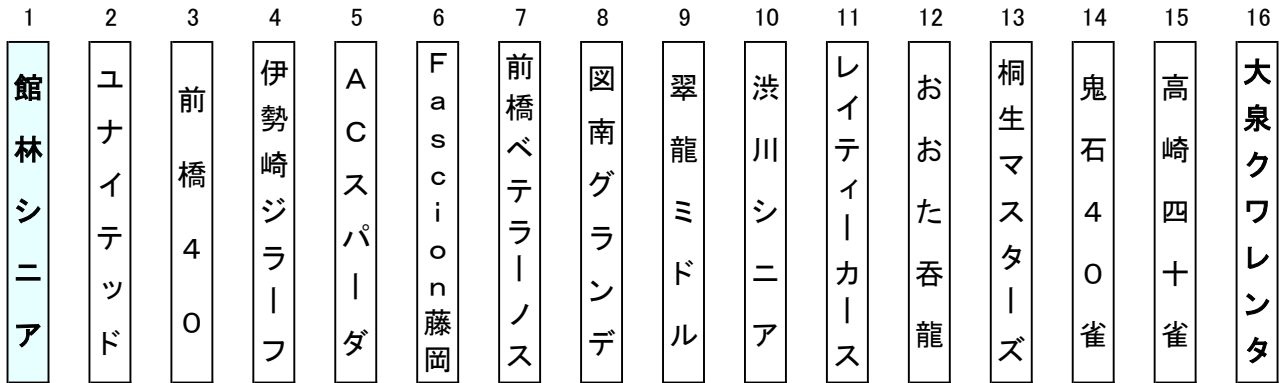 1 2 3 4 5 6 7 8 9 10 11 12 13 14 15 16
館林シニア
ユナイテッド
前橋40
伊勢崎ジラーフ
ACスパーダ
Fascion藤岡
前橋ベテラーノス
図南グランデ
翠龍ミドル
渋川シニア
レイティーカース
おおた呑龍
桐生マスターズ
鬼石40雀
高崎四十雀
大泉クワレンタ